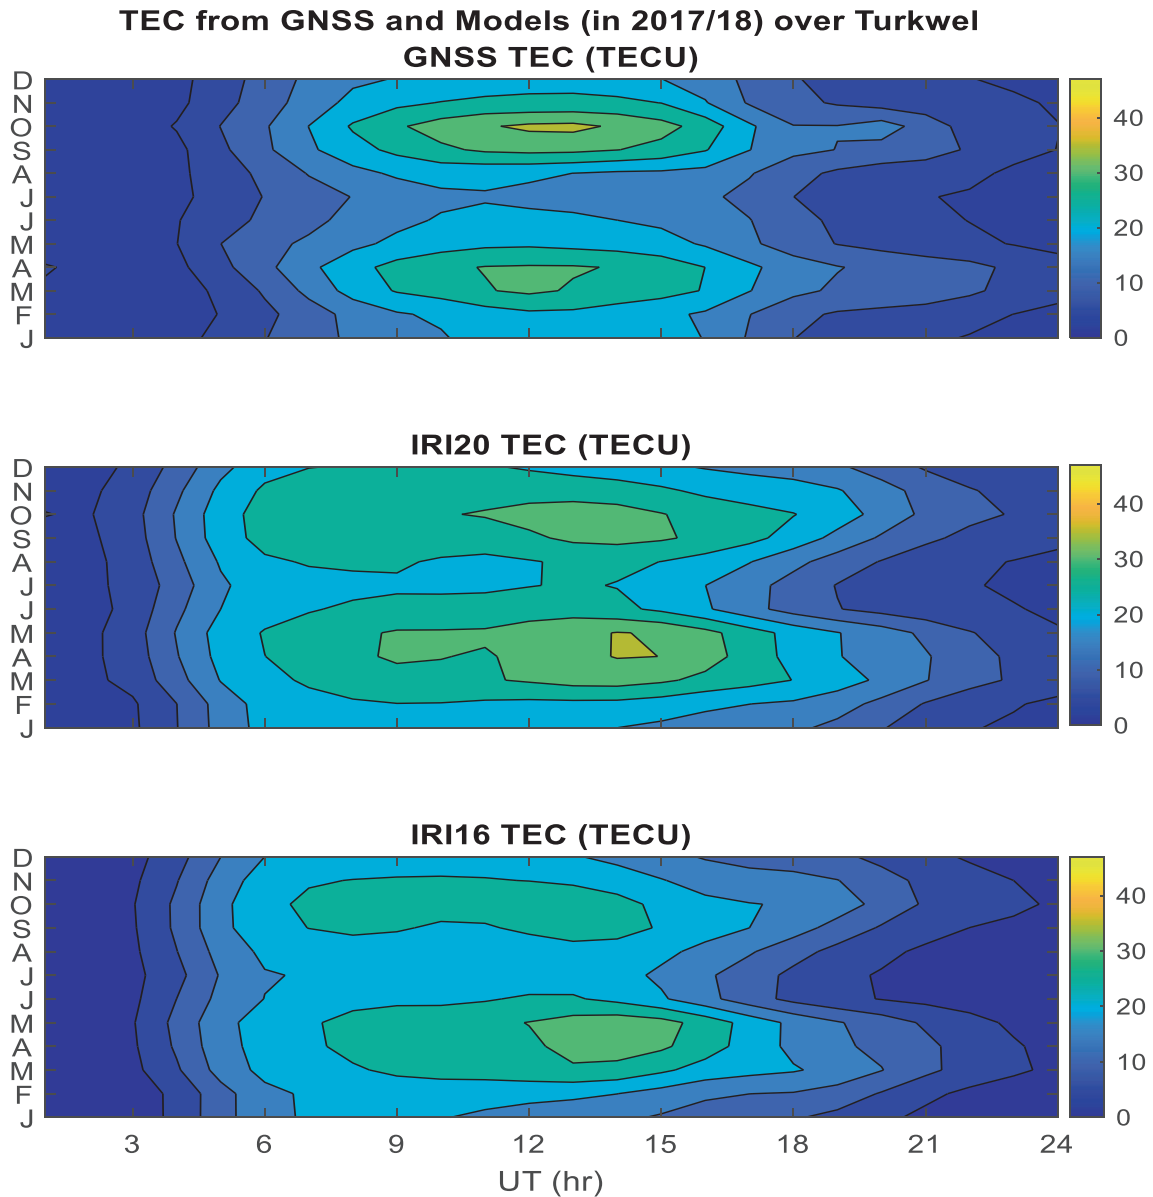 TEC from GNSS and Models (in 2017/18) over Turkwel
GNSS TEC (TECU)
D
N
O
S
A
J
J
M
A
M
F
J
40
30
20
10
0
IRI20 TEC (TECU)
D
N
O
S
A
J
J
M
A
M
F
J
40
30
20
10
0
IRI16 TEC (TECU)
D
N
O
S
A
J
J
M
A
M
F
J
40
30
20
10
0
3 6 9 12 15 18 21 24
UT (hr)